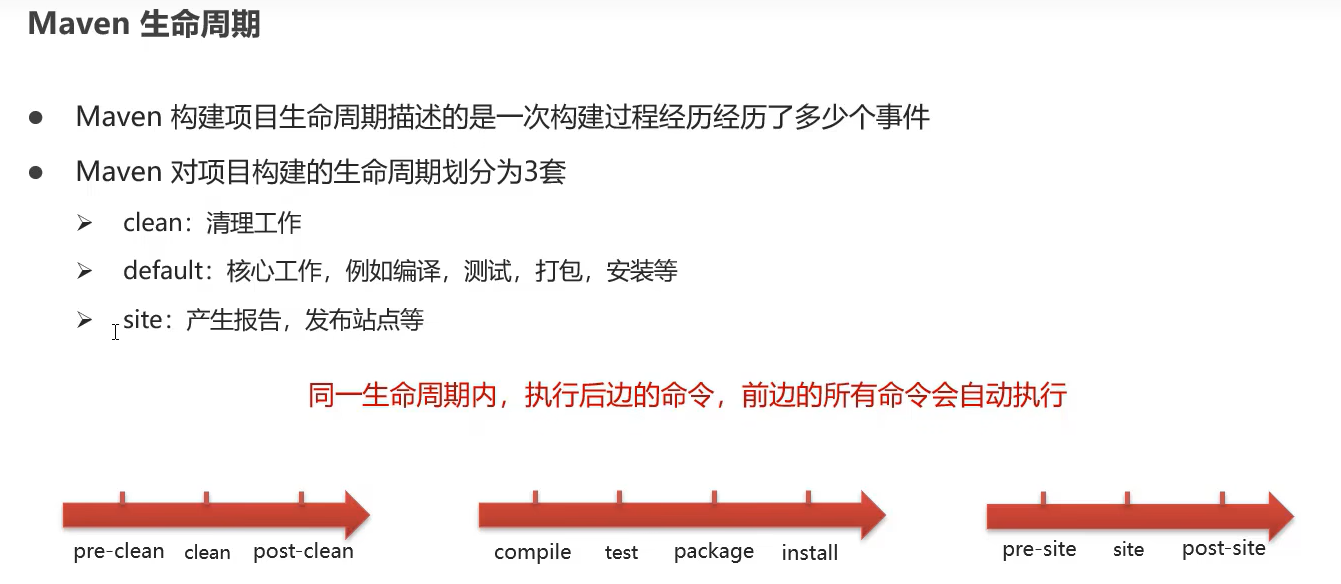 Maven 生命周期
Maven 构建项目生命周期描述的是一次构建过程经历经历了多少个事件
Maven 对项目构建的生命周期划分为3套
clean：清理工作
default：核心工作，例如编译，测试，打包，安装等
site：产生报告，发布站点等
同一生命周期内，执行后边的命令，前边的所有命令会自动执行
pre-clean clean post-clean
compile test package install
pre-site site post-site